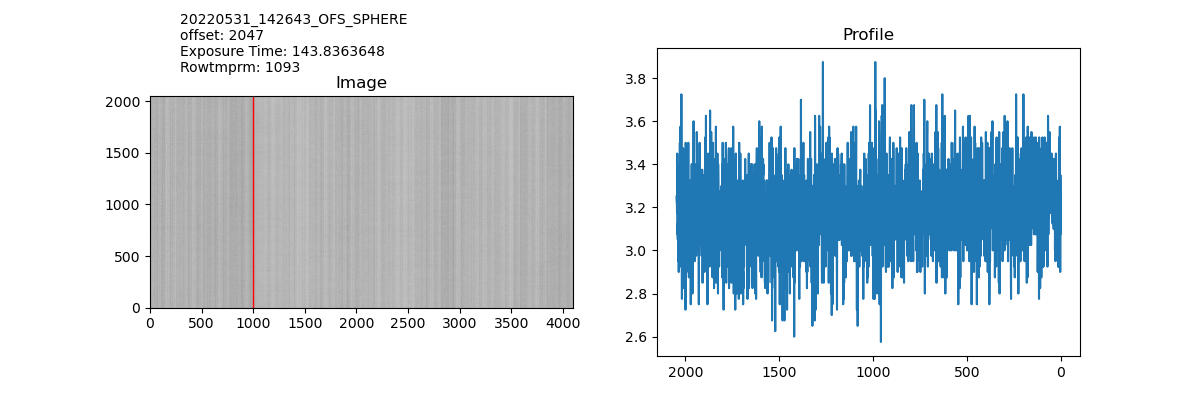 20220531_142643_OFS_SPHERE
offset: 2047
Exposure Time: 143.8363648
Rowtmprm: 1093
Image
2000
1500
1000
500
0
0 500 1000 1500 2000 2500 3000 3500 4000
Profile
3.8
3.6
3.4
3.2
3.0
2.8
2.6
2000 1500 1000 500 0